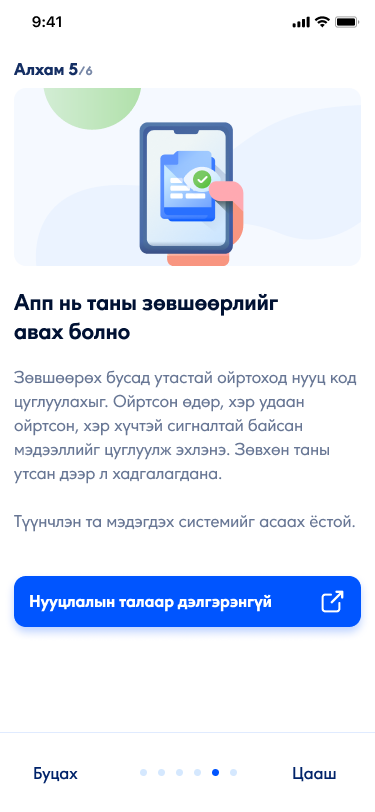 9:41
Алхам 5/6
Апп нь таны зөвшөөрлийг
авах болно
Зөвшөөрөх бусад утастай ойртоход нууц код
цуглуулахыг. Ойртсон өдөр, хэр удаан
ойртсон, хэр хүчтэй сигналтай байсан
мэдээллийг цуглуулж эхлэнэ. Зөвхөн таны
утсан дээр л хадгалагдана.
Түүнчлэн та мэдэгдэх системийг асаах ёстой.
Нууцлалын талаар дэлгэрэнгүй
Буцах
Цааш